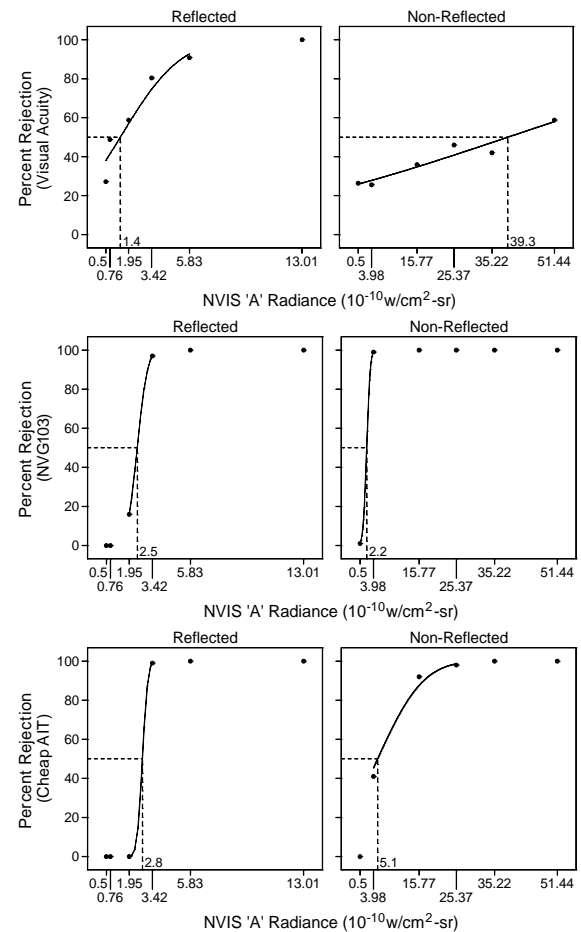 Reflected Non-Reflected
100
80
60
40
20
0
Percent Rejection
(Visual Acuity)
1.4 39.3
0.5 1.95 5.83 13.01 0.5 15.77 35.22 51.44
0.76 3.42 3.98 25.37
NVIS 'A' Radiance (10⁻¹⁰w/cm²-sr)
Reflected Non-Reflected
100
80
60
40
20
0
Percent Rejection
(NVG103)
2.5 2.2
0.5 1.95 5.83 13.01 0.5 15.77 35.22 51.44
0.76 3.42 3.98 25.37
NVIS 'A' Radiance (10⁻¹⁰w/cm²-sr)
Reflected Non-Reflected
100
80
60
40
20
0
Percent Rejection
(Cheap AIT)
2.8 5.1
0.5 1.95 5.83 13.01 0.5 15.77 35.22 51.44
0.76 3.42 3.98 25.37
NVIS 'A' Radiance (10⁻¹⁰w/cm²-sr)